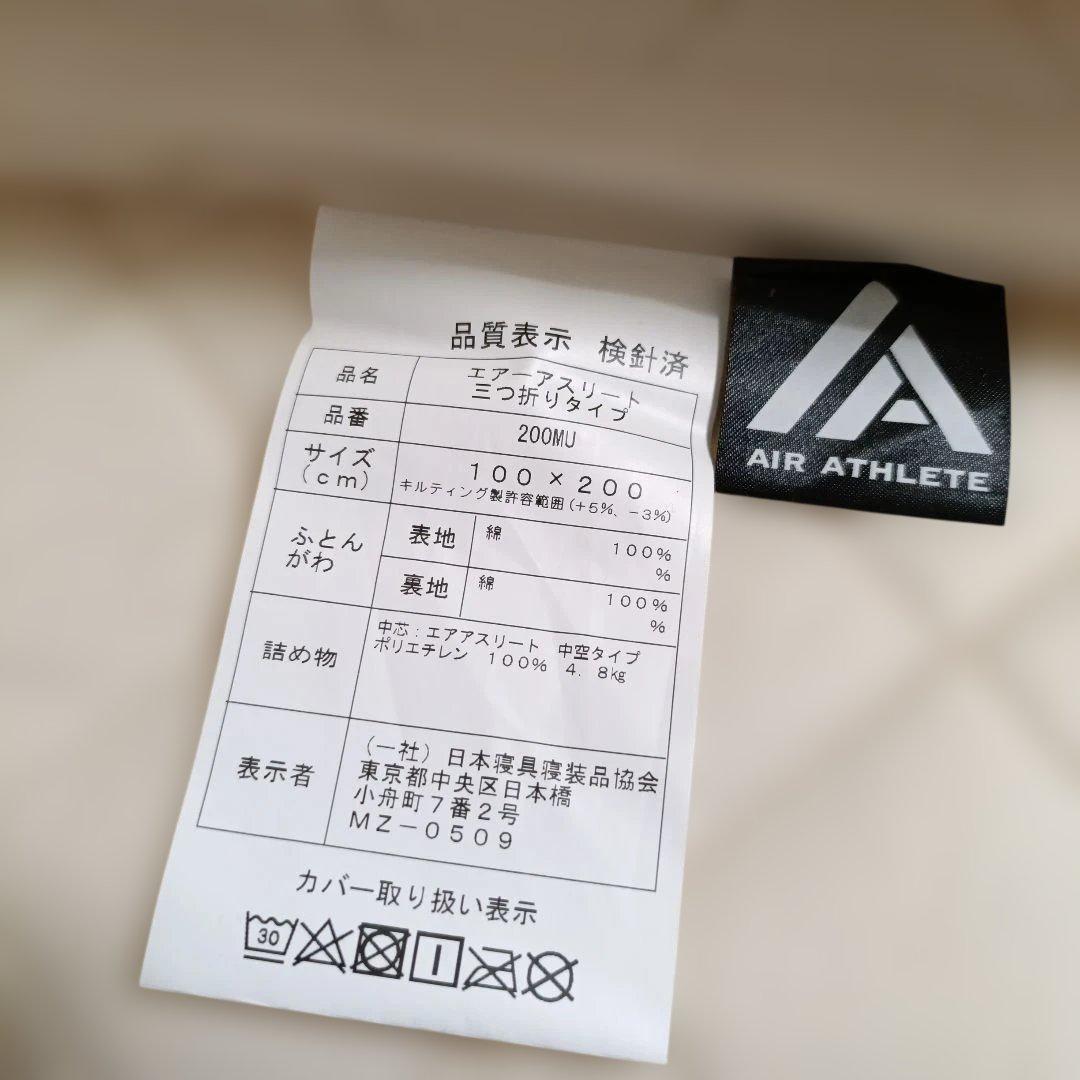 品質表示 検針済
品名 エアーアスリート
三つ折りタイプ
品番 200MU
サイズ
(cm)
100×200
キルティング製許容範囲(+5%、-3%)
ふとん
がわ
表地 綿 100%
%
裏地 綿 100%
%
詰め物
中芯:エアアスリート 中空タイプ
ポリエチレン 100% 4.8kg
表示者
(一社)日本寝具寝装品協会
東京都中央区日本橋
小舟町7番2号
MZ-0509
カバー取り扱い表示
30
AIR ATHLETE